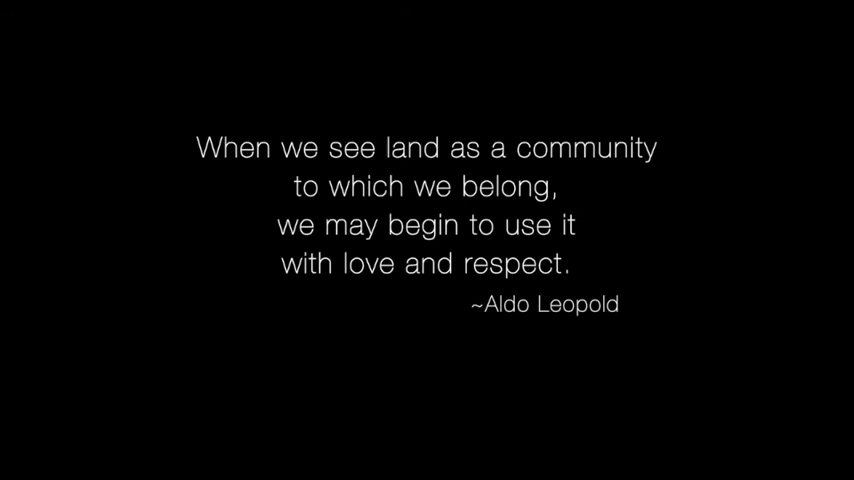 When we see land as a community
to which we belong,
we may begin to use it
with love and respect.
~Aldo Leopold